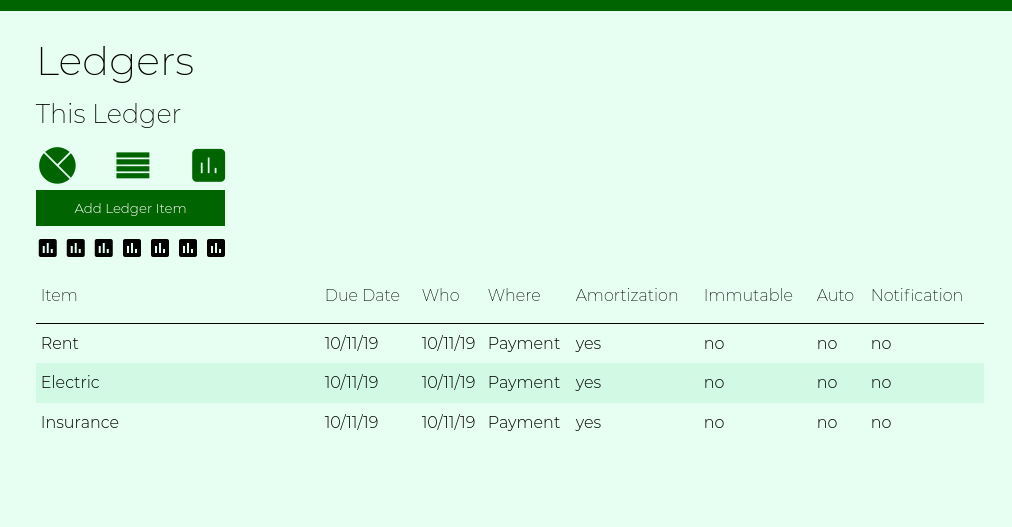 Ledgers
This Ledger
Add Ledger Item
Item Due Date Who Where Amortization Immutable Auto Notification
Rent 10/11/19 10/11/19 Payment yes no no no
Electric 10/11/19 10/11/19 Payment yes no no no
Insurance 10/11/19 10/11/19 Payment yes no no no